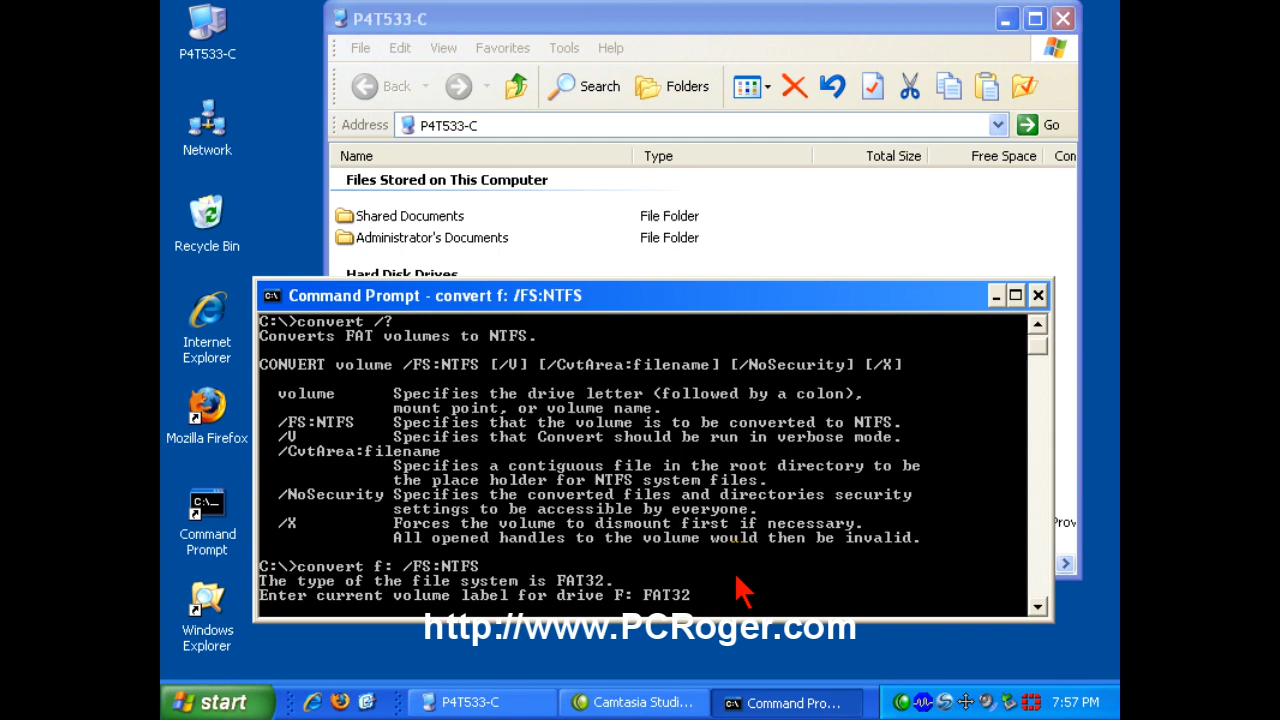 P4T533-C
Network
Recycle Bin
Internet
Explorer
Mozilla Firefox
Command
Prompt
Windows
Explorer
P4T533-C
File Edit View Favorites Tools Help
Back Search Folders
Address P4T533-C Go
Name Type Total Size Free Space Con
Files Stored on This Computer
Shared Documents File Folder
Administrator's Documents File Folder
Hard Disk Drives
Prov
Command Prompt - convert f: /FS:NTFS
C:\>convert /?
Converts FAT volumes to NTFS.
CONVERT volume /FS:NTFS [/V] [/CvtArea:filename] [/NoSecurity] [/X]
volume Specifies the drive letter (followed by a colon),
mount point, or volume name.
/FS:NTFS Specifies that the volume is to be converted to NTFS.
/V Specifies that Convert should be run in verbose mode.
/CvtArea:filename
Specifies a contiguous file in the root directory to be
the place holder for NTFS system files.
/NoSecurity Specifies the converted files and directories security
settings to be accessible by everyone.
/X Forces the volume to dismount first if necessary.
All opened handles to the volume would then be invalid.
C:\>convert f: /FS:NTFS
The type of the file system is FAT32.
Enter current volume label for drive F: FAT32
http://www.PCRoger.com
start P4T533-C Camtasia Studi... Command Pro... 7:57 PM